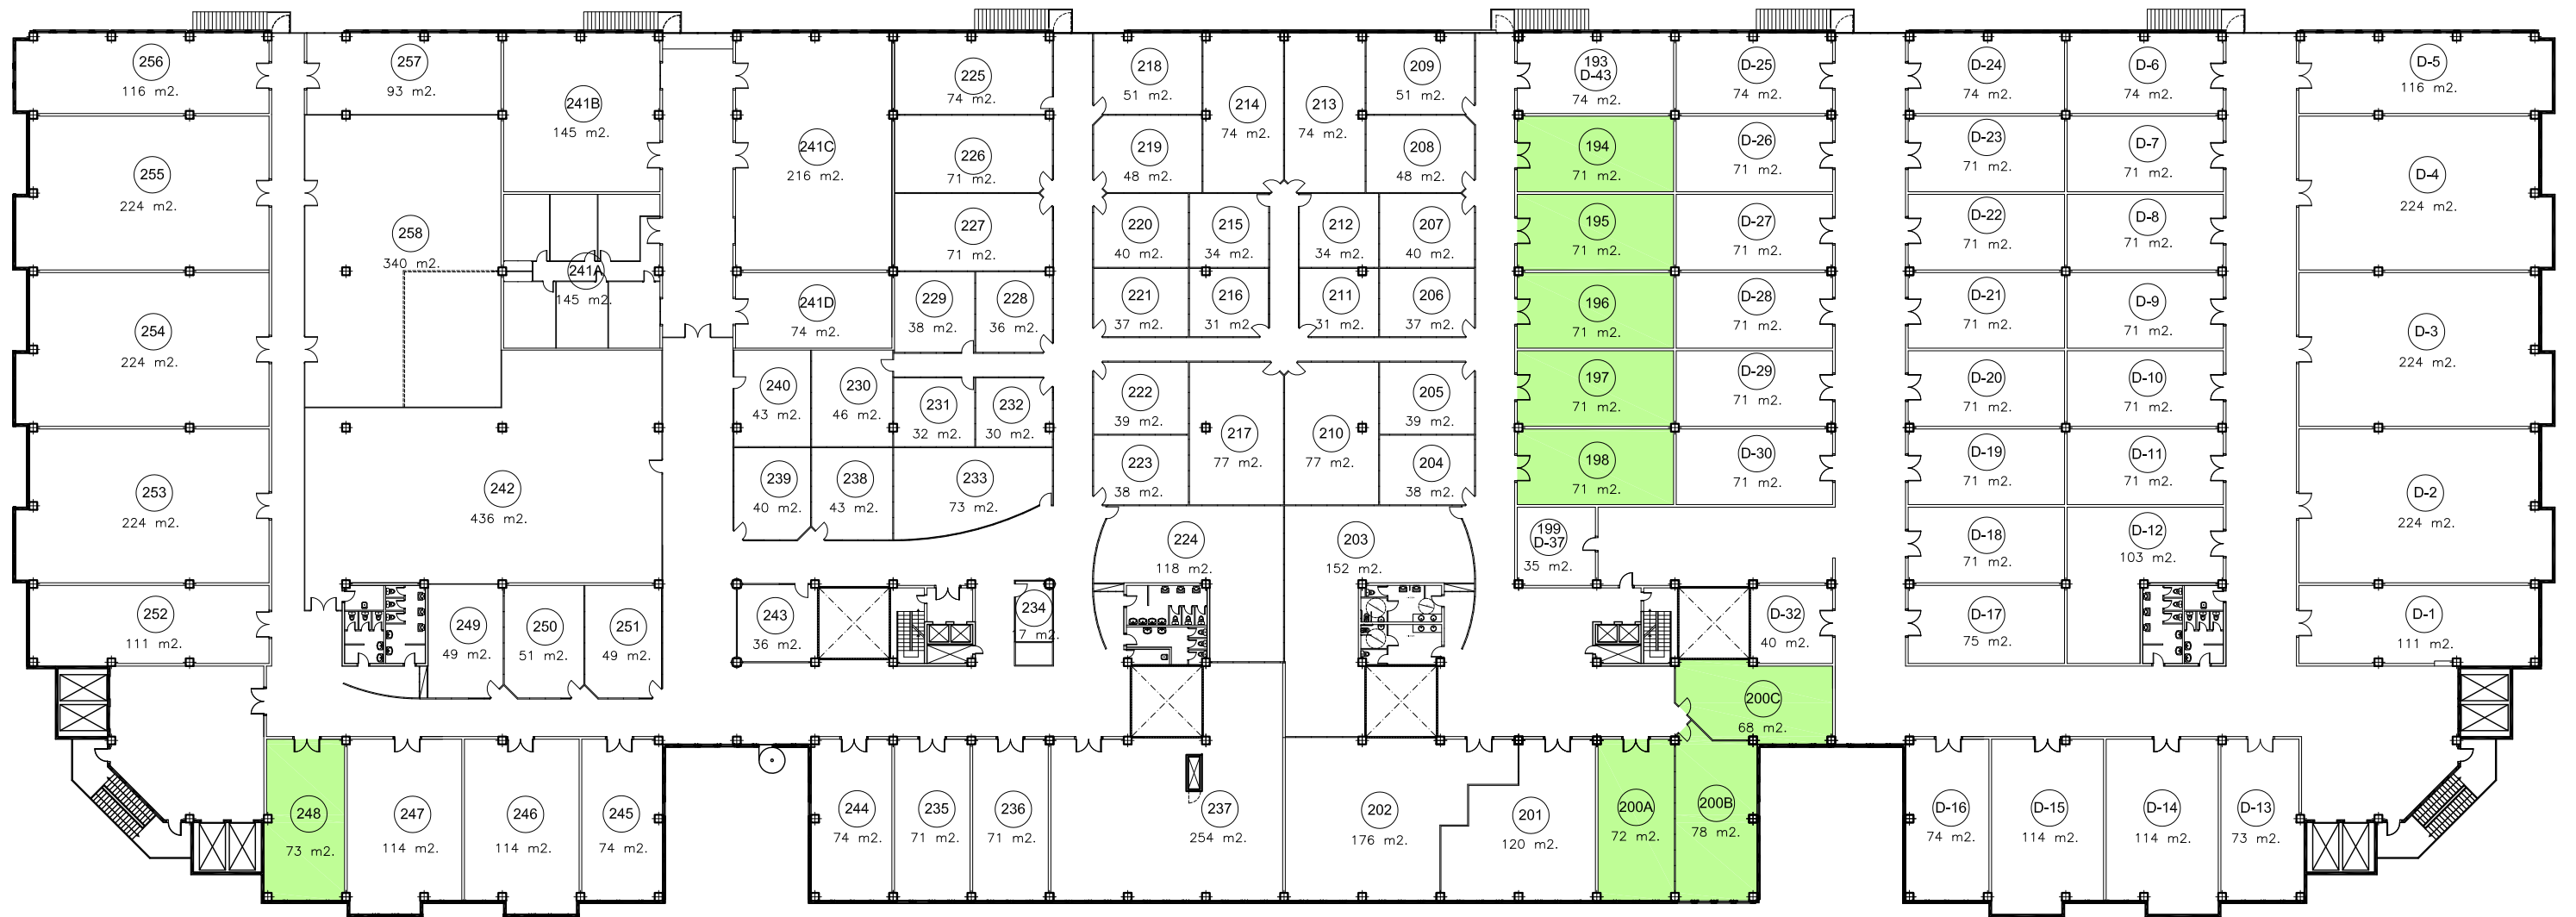 256
116 m2.
255
224 m2.
254
224 m2.
253
224 m2.
252
111 m2.
257
93 m2.
258
340 m2.
241B
145 m2.
241A
145 m2.
242
436 m2.
249
49 m2.
250
51 m2.
251
49 m2.
248
73 m2.
247
114 m2.
246
114 m2.
245
74 m2.
241C
216 m2.
241D
74 m2.
225
74 m2.
226
71 m2.
227
71 m2.
229
38 m2.
228
36 m2.
240
43 m2.
230
46 m2.
231
32 m2.
232
30 m2.
239
40 m2.
238
43 m2.
233
73 m2.
243
36 m2.
234
17 m2.
244
74 m2.
235
71 m2.
236
71 m2.
237
254 m2.
218
51 m2.
219
48 m2.
214
74 m2.
213
74 m2.
209
51 m2.
208
48 m2.
220
40 m2.
215
34 m2.
212
34 m2.
207
40 m2.
221
37 m2.
216
31 m2.
211
31 m2.
206
37 m2.
222
39 m2.
223
38 m2.
217
77 m2.
210
77 m2.
205
39 m2.
204
38 m2.
224
118 m2.
203
152 m2.
202
176 m2.
201
120 m2.
200A
72 m2.
200B
78 m2.
200C
68 m2.
193
D-43
74 m2.
194
71 m2.
195
71 m2.
196
71 m2.
197
71 m2.
198
71 m2.
199
D-37
35 m2.
D-25
74 m2.
D-26
71 m2.
D-27
71 m2.
D-28
71 m2.
D-29
71 m2.
D-30
71 m2.
D-32
40 m2.
D-24
74 m2.
D-23
71 m2.
D-22
71 m2.
D-21
71 m2.
D-20
71 m2.
D-19
71 m2.
D-18
71 m2.
D-17
75 m2.
D-6
74 m2.
D-7
71 m2.
D-8
71 m2.
D-9
71 m2.
D-10
71 m2.
D-11
71 m2.
D-12
103 m2.
D-16
74 m2.
D-15
114 m2.
D-14
114 m2.
D-13
73 m2.
D-5
116 m2.
D-4
224 m2.
D-3
224 m2.
D-2
224 m2.
D-1
111 m2.